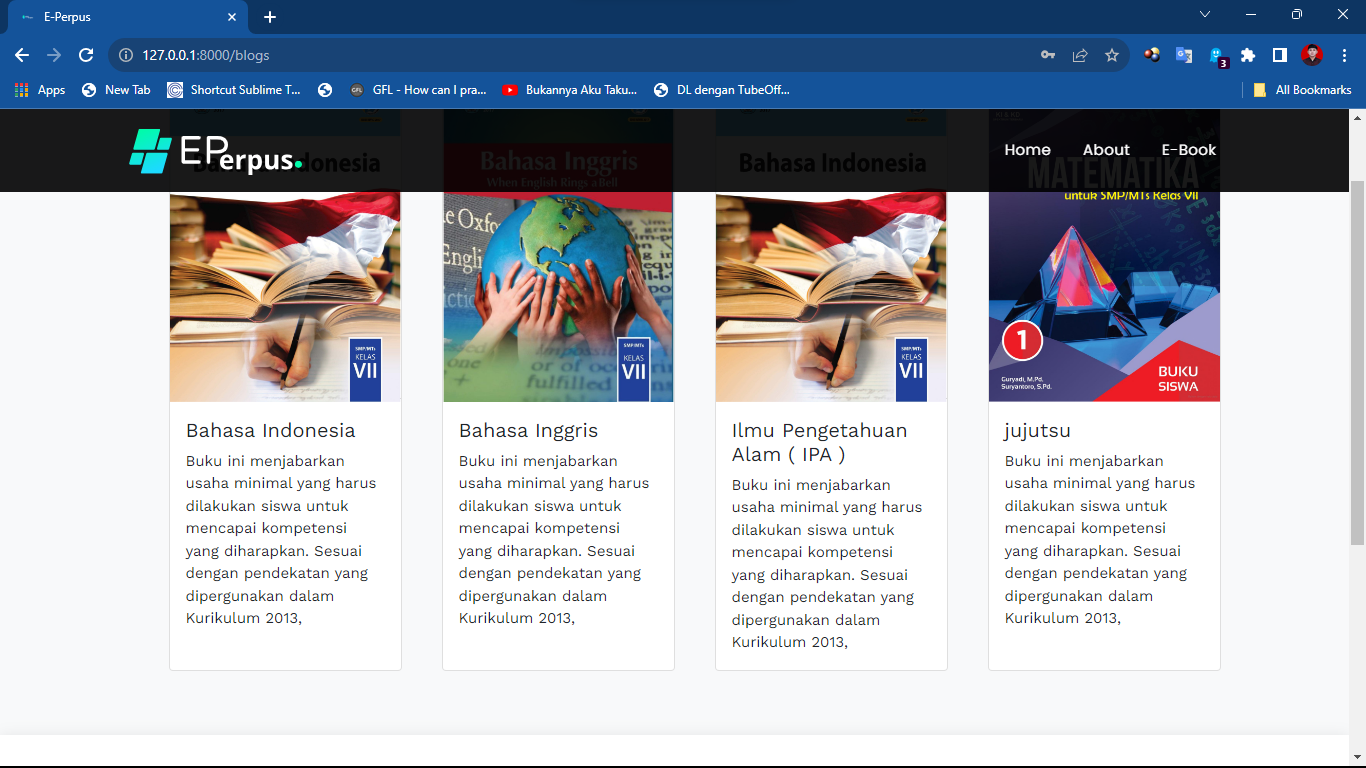 E-Perpus
127.0.0.1:8000/blogs
3
Apps
New Tab
Shortcut Sublime T...
GFL - How can I pra...
Bukannya Aku Taku...
DL dengan TubeOff...
All Bookmarks
EPerpus.
Home
About
E-Book
Bahasa Indonesia
Bahasa Inggris
When English Rings a Bell
Bahasa Indonesia
MATEMATIKA
untuk SMP/MTs Kelas VII
SMP/MTs
KELAS
VII
SMP/MTs
KELAS
VII
SMP/MTs
KELAS
VII
1
Guryadi, M.Pd.
Suryantoro, S.Pd.
BUKU
SISWA
Bahasa Indonesia
Buku ini menjabarkan
usaha minimal yang harus
dilakukan siswa untuk
mencapai kompetensi
yang diharapkan. Sesuai
dengan pendekatan yang
dipergunakan dalam
Kurikulum 2013,
Bahasa Inggris
Buku ini menjabarkan
usaha minimal yang harus
dilakukan siswa untuk
mencapai kompetensi
yang diharapkan. Sesuai
dengan pendekatan yang
dipergunakan dalam
Kurikulum 2013,
Ilmu Pengetahuan
Alam ( IPA )
Buku ini menjabarkan
usaha minimal yang harus
dilakukan siswa untuk
mencapai kompetensi
yang diharapkan. Sesuai
dengan pendekatan yang
dipergunakan dalam
Kurikulum 2013,
jujutsu
Buku ini menjabarkan
usaha minimal yang harus
dilakukan siswa untuk
mencapai kompetensi
yang diharapkan. Sesuai
dengan pendekatan yang
dipergunakan dalam
Kurikulum 2013,